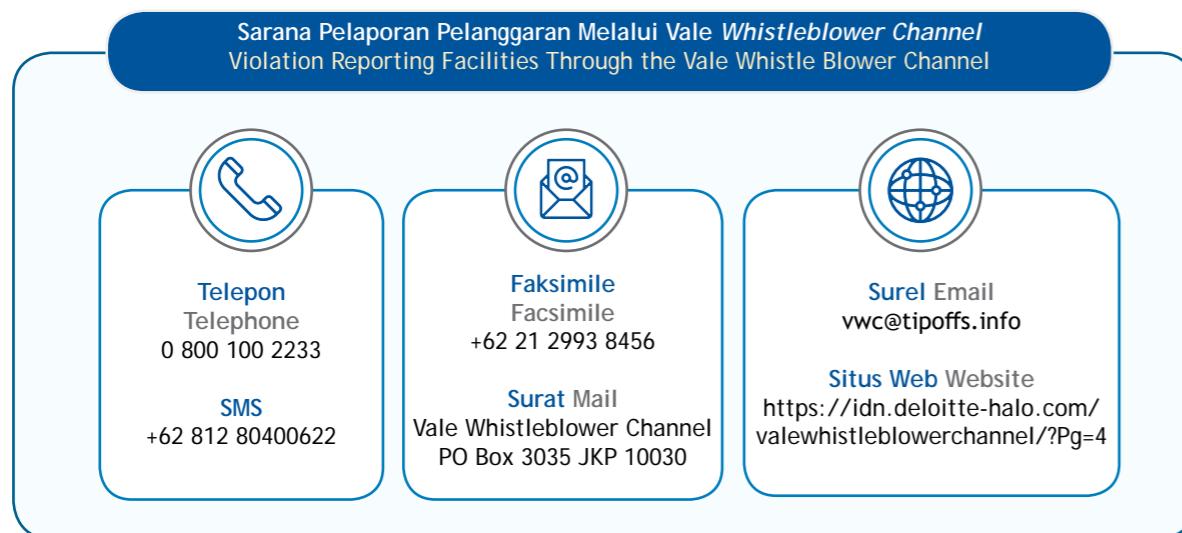 Sarana Pelaporan Pelanggaran Melalui Vale Whistleblower Channel
Violation Reporting Facilities Through the Vale Whistle Blower Channel
Telepon
Telephone
0 800 100 2233
SMS
+62 812 80400622
Faksimile
Facsimile
+62 21 2993 8456
Surat Mail
Vale Whistleblower Channel
PO Box 3035 JKP 10030
Surel Email
vwc@tipoffs.info
Situs Web Website
https://idn.deloitte-halo.com/
valewhistleblowerchannel/?Pg=4